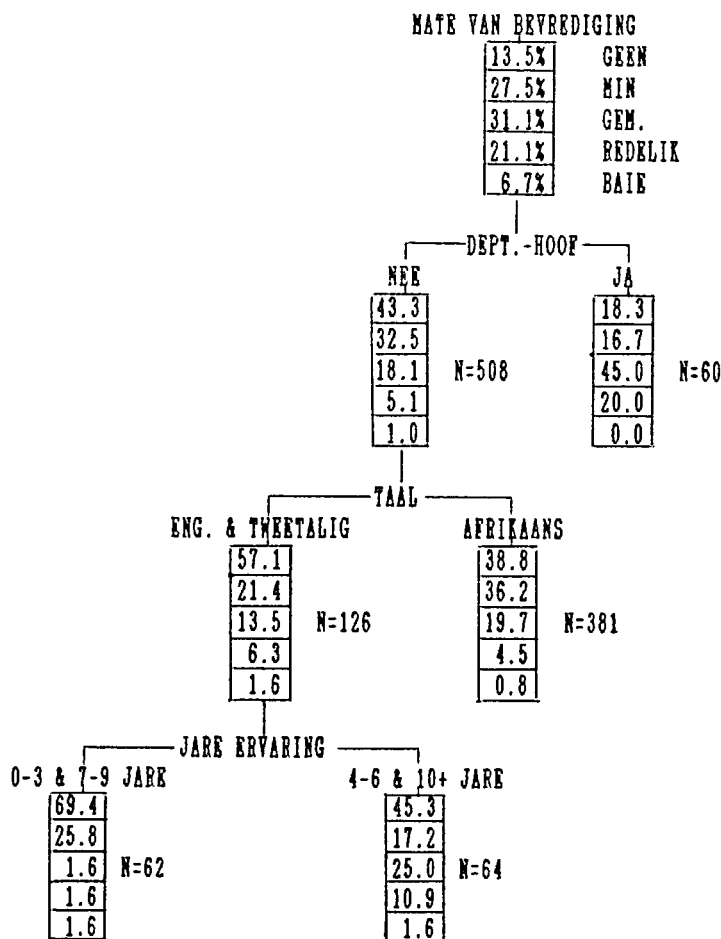 MATE VAN BEVREDIGING
13.5% GEEN
27.5% MIN
31.1% GEM.
21.1% REDELIK
6.7% BAIE
DEPT.-HOOF
NEE JA
43.3 18.3
32.5 16.7
18.1 N=508 45.0 N=60
5.1 20.0
1.0 0.0
TAAL
ENG. & TWEETALIG AFRIKAANS
57.1 38.8
21.4 36.2
13.5 N=126 19.7 N=381
6.3 4.5
1.6 0.8
JARE ERVARING
0-3 & 7-9 JARE 4-6 & 10+ JARE
69.4 45.3
25.8 17.2
1.6 N=62 25.0 N=64
1.6 10.9
1.6 1.6